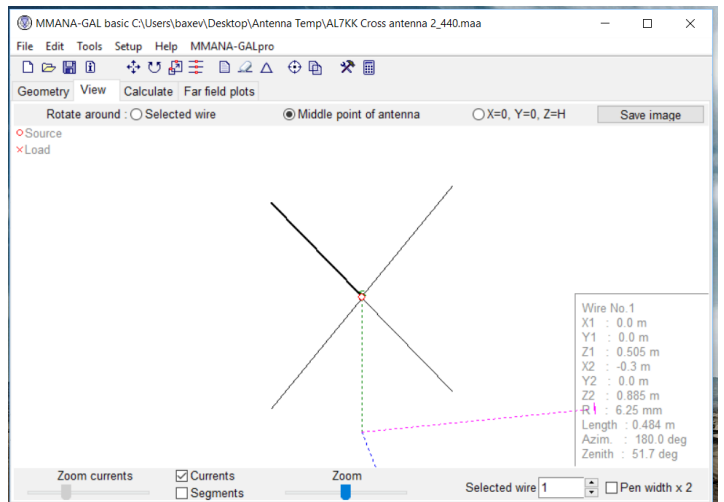 MMANA-GAL basic C:\Users\baxev\Desktop\Antenna Temp\AL7KK Cross antenna 2_440.maa
File Edit Tools Setup Help MMANA-GALpro
Geometry View Calculate Far field plots
Rotate around : Selected wire Middle point of antenna X=0, Y=0, Z=H Save image
Source
Load
Wire No.1
X1 : 0.0 m
Y1 : 0.0 m
Z1 : 0.505 m
X2 : -0.3 m
Y2 : 0.0 m
Z2 : 0.885 m
R : 6.25 mm
Length : 0.484 m
Azim. : 180.0 deg
Zenith : 51.7 deg
Zoom currents Currents Zoom
Segments Selected wire 1 Pen width x 2